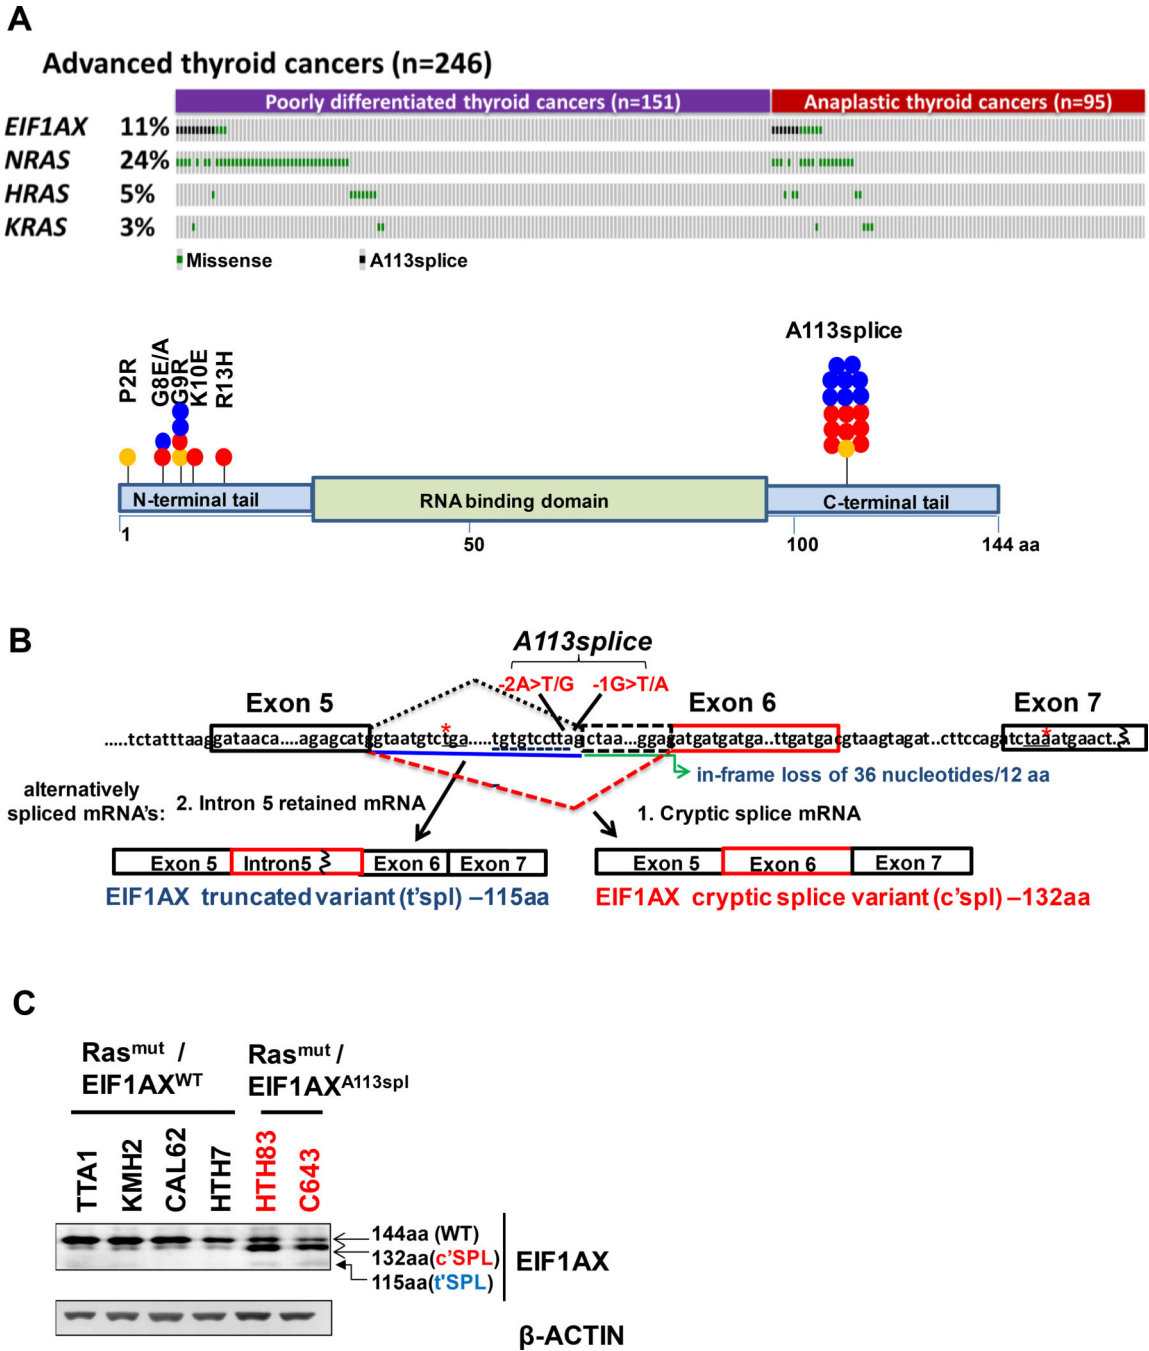 A
Advanced thyroid cancers (n=246)
Poorly differentiated thyroid cancers (n=151)
Anaplastic thyroid cancers (n=95)
EIF1AX 11%
NRAS 24%
HRAS 5%
KRAS 3%
Missense
A113splice
A113splice
P2R
G8E/A
G9R
K10E
R13H
N-terminal tail
RNA binding domain
C-terminal tail
1
50
100
144 aa
B
A113splice
-2A>T/G
-1G>T/A
Exon 5
Exon 6
Exon 7
*
*
.....tctatttaaggataaca....agagcatggtaatgtctga.....tgtgtccttagctaa...ggagatgatgatga..ttgatgacgtaagtagat..cttccagatctaaatgaact..
in-frame loss of 36 nucleotides/12 aa
alternatively
spliced mRNA's:
2. Intron 5 retained mRNA
1. Cryptic splice mRNA
Exon 5
Intron5
Exon 6
Exon 7
Exon 5
Exon 6
Exon 7
EIF1AX truncated variant (t'spl) –115aa
EIF1AX cryptic splice variant (c'spl) –132aa
C
Rasmut /
EIF1AXWT
Rasmut /
EIF1AXA113spl
TTA1
KMH2
CAL62
HTH7
HTH83
C643
144aa (WT)
132aa(c'SPL)
115aa(t'SPL)
EIF1AX
β-ACTIN